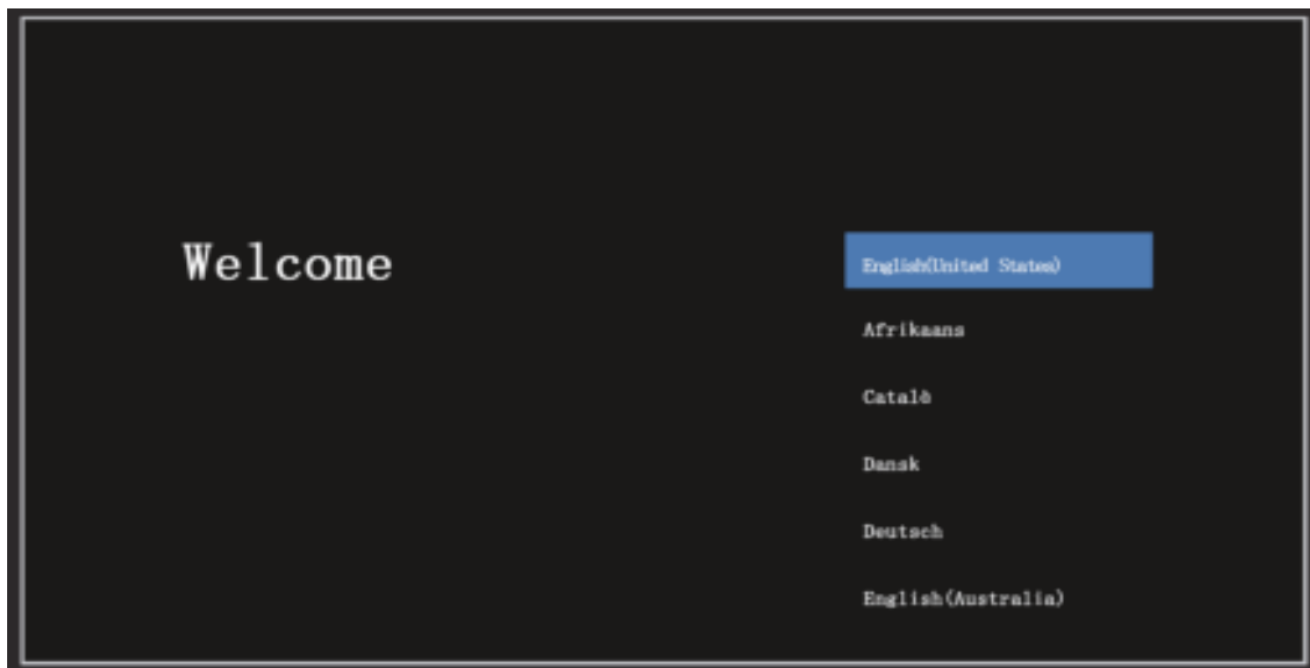 Welcome
English(United States)
Afrikaans
Català
Dansk
Deutsch
English(Australia)